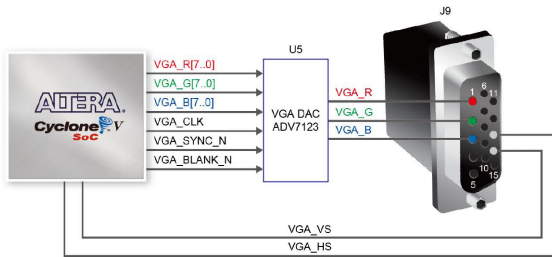 J9
U5
VGA_R[7..0]
VGA_G[7..0]
VGA_B[7..0]
VGA_CLK
VGA_SYNC_N
VGA_BLANK_N
ALTERA
Cyclone V
SoC
VGA DAC
ADV7123
VGA_R
VGA_G
VGA_B
1
6
11
5
10
15
VGA_VS
VGA_HS